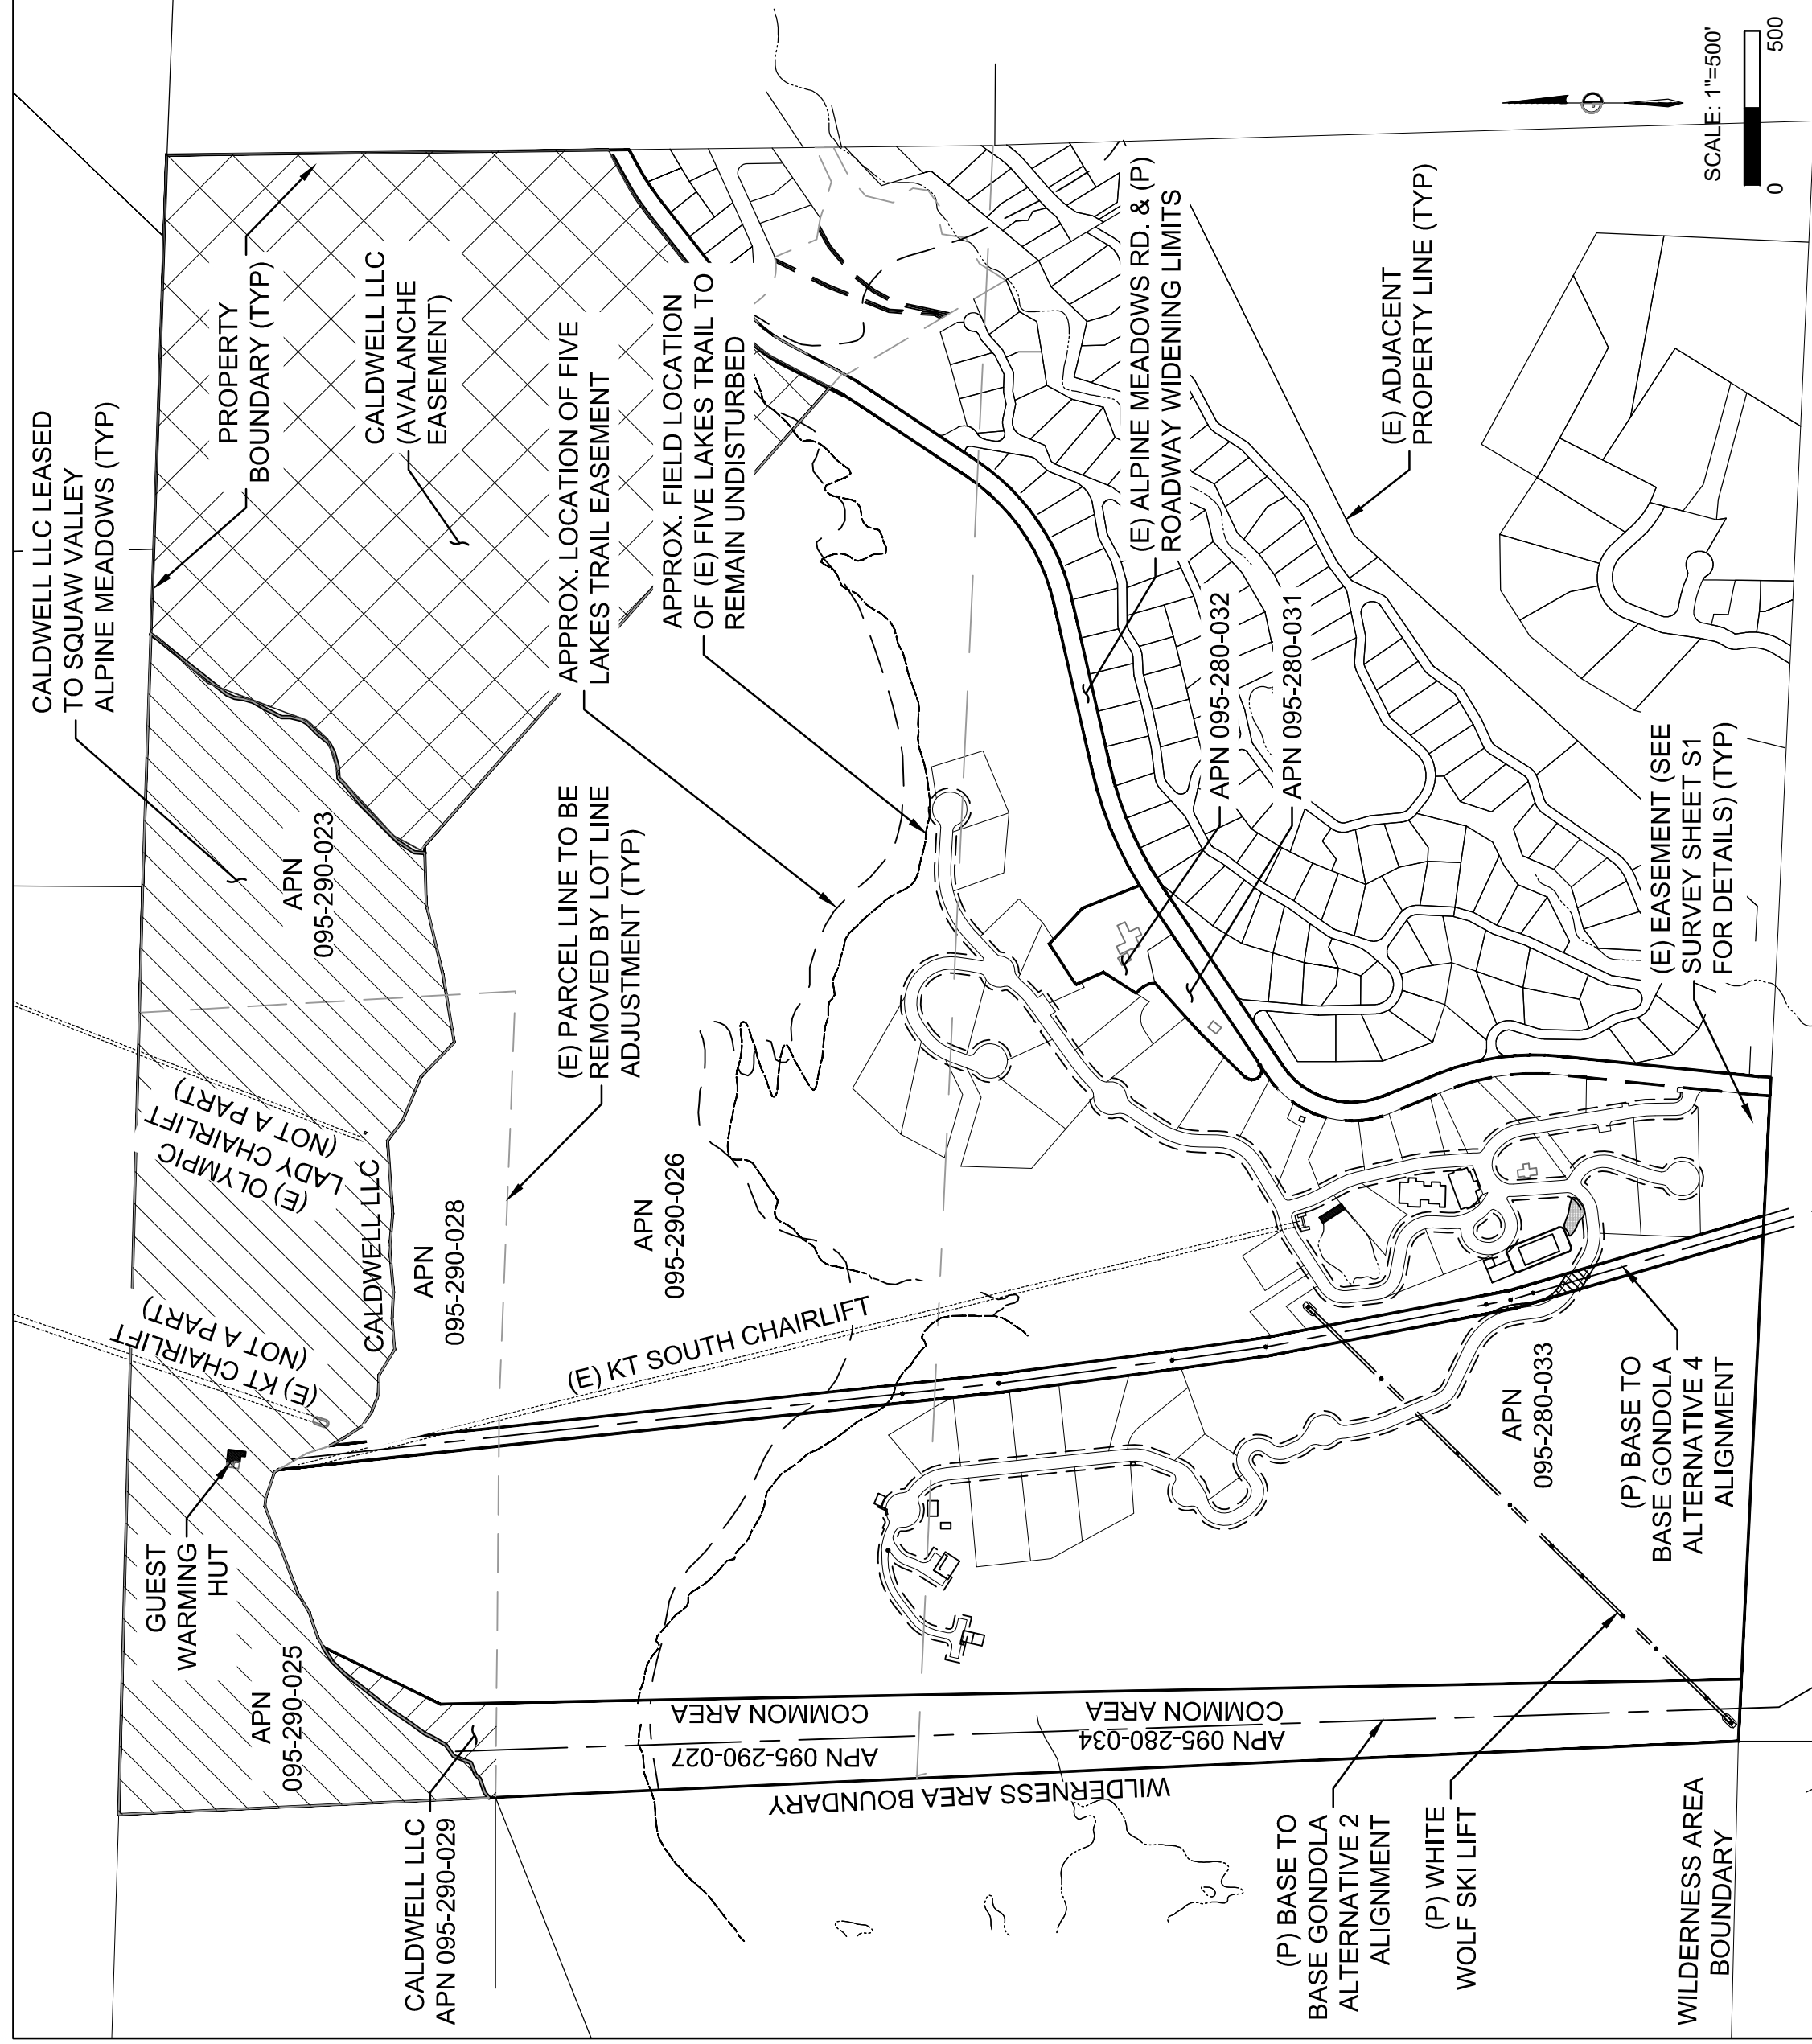 CALDWELL LLC LEASED
TO SQUAW VALLEY
ALPINE MEADOWS (TYP)
PROPERTY
BOUNDARY (TYP)
CALDWELL LLC
(AVALANCHE
EASEMENT)
APPROX. LOCATION OF FIVE
LAKES TRAIL EASEMENT
APPROX. FIELD LOCATION
OF (E) FIVE LAKES TRAIL TO
REMAIN UNDISTURBED
APN
095-290-023
(E) PARCEL LINE TO BE
REMOVED BY LOT LINE
ADJUSTMENT (TYP)
(E) OLYMPIC
LADY CHAIRLIFT
(NOT A PART)
CALDWELL LLC
APN
095-290-028
APN
095-290-026
(E) KT CHAIRLIFT
(NOT A PART)
(E) KT SOUTH CHAIRLIFT
GUEST
WARMING
HUT
APN
095-290-025
CALDWELL LLC
APN 095-290-029
COMMON AREA
APN 095-290-027
COMMON AREA
APN 095-280-034
WILDERNESS AREA BOUNDARY
(P) BASE TO
BASE GONDOLA
ALTERNATIVE 2
ALIGNMENT
(P) WHITE
WOLF SKI LIFT
WILDERNESS AREA
BOUNDARY
APN
095-280-033
(P) BASE TO
BASE GONDOLA
ALTERNATIVE 4
ALIGNMENT
(E) EASEMENT (SEE
SURVEY SHEET S1
FOR DETAILS) (TYP)
APN 095-280-032
APN 095-280-031
(E) ALPINE MEADOWS RD. & (P)
ROADWAY WIDENING LIMITS
(E) ADJACENT
PROPERTY LINE (TYP)
SCALE: 1"=500'
0 500